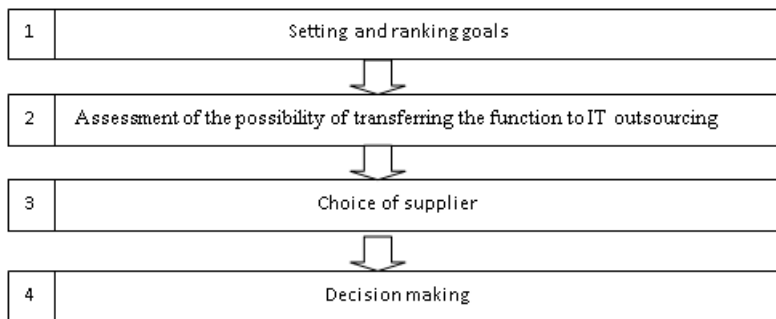 1 Setting and ranking goals
2 Assessment of the possibility of transferring the function to IT outsourcing
3 Choice of supplier
4 Decision making